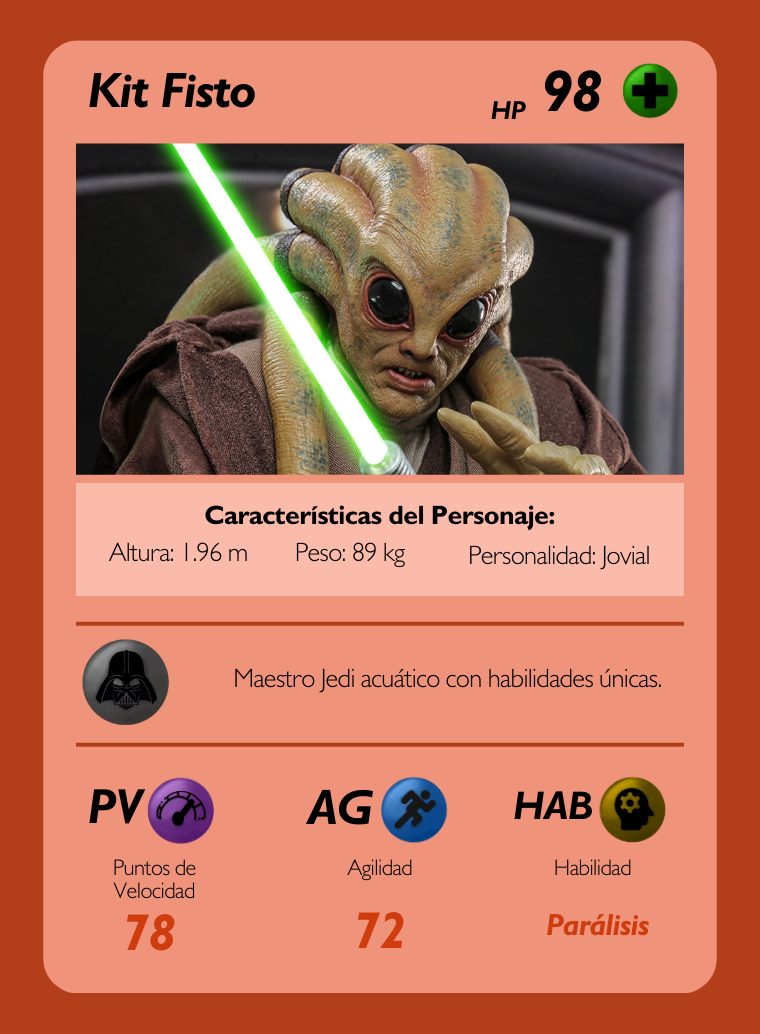 Kit Fisto
HP 98
Características del Personaje:
Altura: 1.96 m Peso: 89 kg Personalidad: Jovial
Maestro Jedi acuático con habilidades únicas.
PV AG HAB
Puntos de Velocidad
Agilidad
Habilidad
78 72 Parálisis